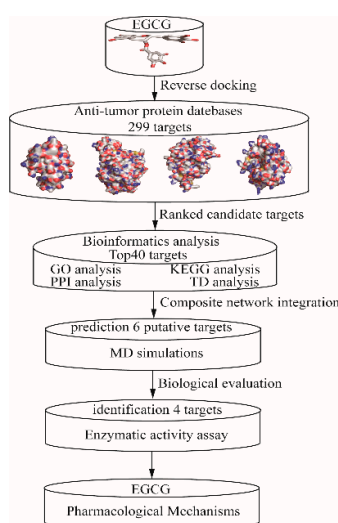 EGCG
Reverse docking
Anti-tumor protein datebases
299 targets
Ranked candidate targets
Bioinformatics analysis
Top40 targets
GO analysis KEGG analysis
PPI analysis TD analysis
Composite network integration
prediction 6 putative targets
MD simulations
Biological evaluation
identification 4 targets
Enzymatic activity assay
EGCG
Pharmacological Mechanisms